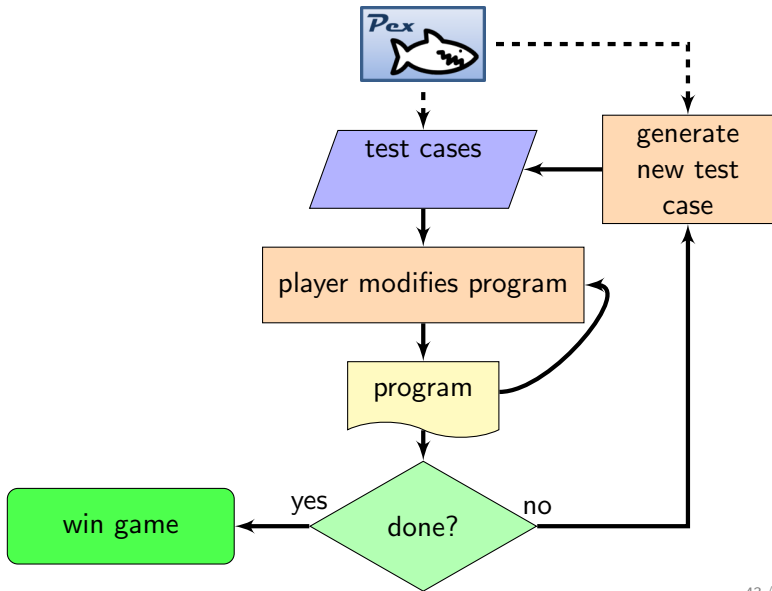 Pex
test cases
generate
new test
case
player modifies program
program
yes
no
done?
win game